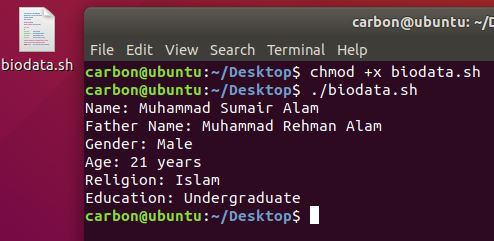 biodata.sh
carbon@ubuntu: ~/De
File Edit View Search Terminal Help
carbon@ubuntu:~/Desktop$ chmod +x biodata.sh
carbon@ubuntu:~/Desktop$ ./biodata.sh
Name: Muhammad Sumair Alam
Father Name: Muhammad Rehman Alam
Gender: Male
Age: 21 years
Religion: Islam
Education: Undergraduate
carbon@ubuntu:~/Desktop$